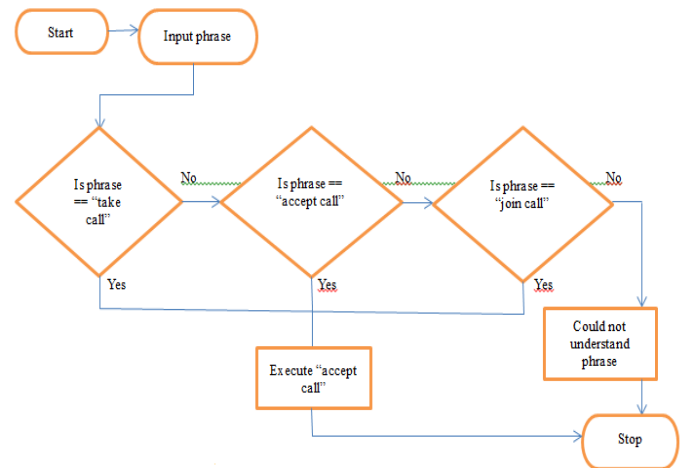 Start
Input phrase
Is phrase
== “take
call”
No
Is phrase ==
“accept call”
No
Is phrase ==
“join call”
No
Yes
Yes
Yes
Could not
understand
phrase
Execute “accept
call”
Stop